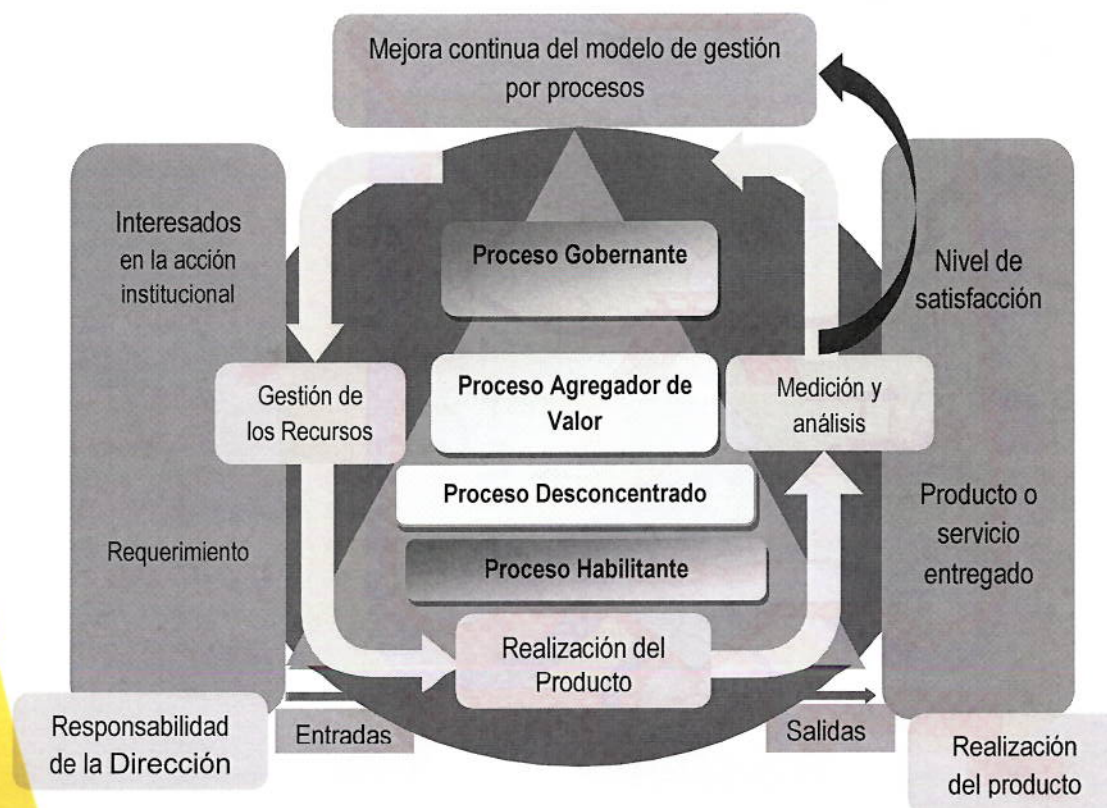 Mejora continua del modelo de gestión
por procesos
Interesados
en la acción
institucional
Requerimiento
Responsabilidad
de la Dirección
Gestión de
los Recursos
Proceso Gobernante
Proceso Agregador de
Valor
Proceso Desconcentrado
Proceso Habilitante
Realización del
Producto
Entradas
Salidas
Medición y
análisis
Nivel de
satisfacción
Producto o
servicio
entregado
Realización
del producto